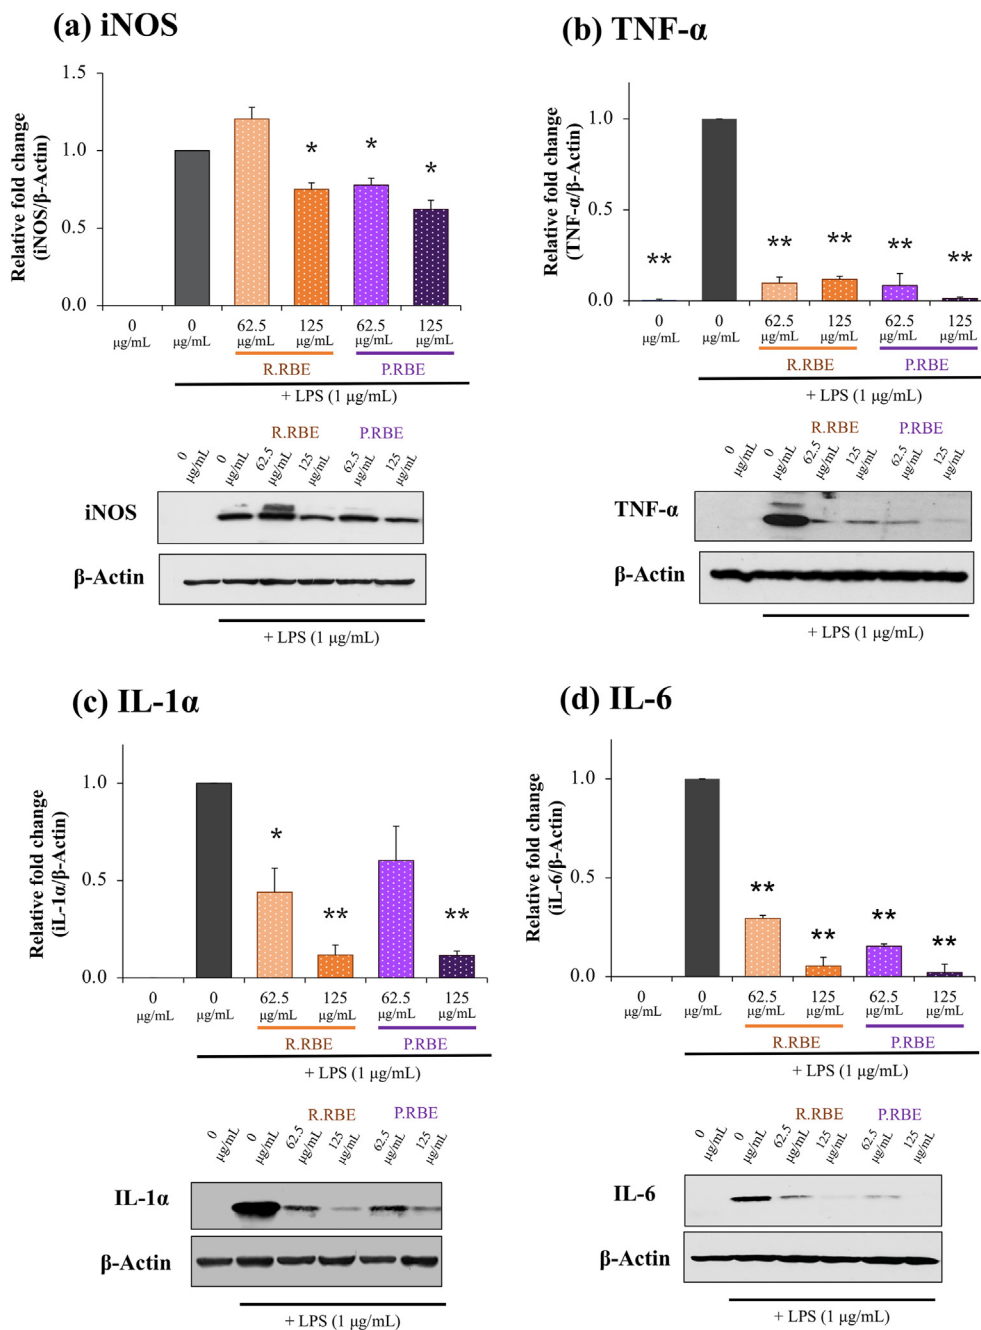 (a) iNOS
Relative fold change
(iNOS/β-Actin)
1.5
1.0
0.5
0.0
* * *
0 0 62.5 125 62.5 125
μg/mL μg/mL μg/mL μg/mL μg/mL μg/mL
R.RBE P.RBE
+ LPS (1 μg/mL)
R.RBE P.RBE
0 μg/mL 0 μg/mL 62.5 μg/mL 125 μg/mL 62.5 μg/mL 125 μg/mL
iNOS
β-Actin
+ LPS (1 μg/mL)
(b) TNF-α
Relative fold change
(TNF-α/β-Actin)
1.0
0.5
0.0
** ** ** ** **
0 0 62.5 125 62.5 125
μg/mL μg/mL μg/mL μg/mL μg/mL μg/mL
R.RBE P.RBE
+ LPS (1 μg/mL)
R.RBE P.RBE
0 μg/mL 0 μg/mL 62.5 μg/mL 125 μg/mL 62.5 μg/mL 125 μg/mL
TNF-α
β-Actin
+ LPS (1 μg/mL)
(c) IL-1α
Relative fold change
(iL-1α/β-Actin)
1.0
0.5
0.0
* ** **
0 0 62.5 125 62.5 125
μg/mL μg/mL μg/mL μg/mL μg/mL μg/mL
R.RBE P.RBE
+ LPS (1 μg/mL)
R.RBE P.RBE
0 μg/mL 0 μg/mL 62.5 μg/mL 125 μg/mL 62.5 μg/mL 125 μg/mL
IL-1α
β-Actin
+ LPS (1 μg/mL)
(d) IL-6
Relative fold change
(iL-6/β-Actin)
1.0
0.5
0.0
** ** ** **
0 0 62.5 125 62.5 125
μg/mL μg/mL μg/mL μg/mL μg/mL μg/mL
R.RBE P.RBE
+ LPS (1 μg/mL)
R.RBE P.RBE
0 μg/mL 0 μg/mL 62.5 μg/mL 125 μg/mL 62.5 μg/mL 125 μg/mL
IL-6
β-Actin
+ LPS (1 μg/mL)